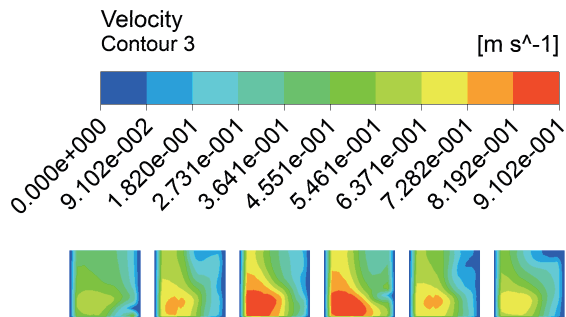 Velocity
Contour 3
[m s^-1]
0.000e+000
9.102e-002
1.820e-001
2.731e-001
3.641e-001
4.551e-001
5.461e-001
6.371e-001
7.282e-001
8.192e-001
9.102e-001